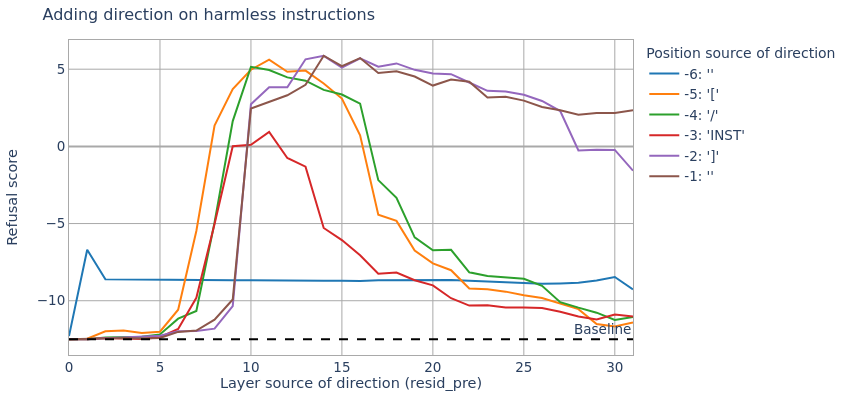 Adding direction on harmless instructions
Refusal score
5
0
−5
−10
0
5
10
15
20
25
30
Layer source of direction (resid_pre)
Baseline
Position source of direction
-6: ''
-5: '['
-4: '/'
-3: 'INST'
-2: ']'
-1: ''